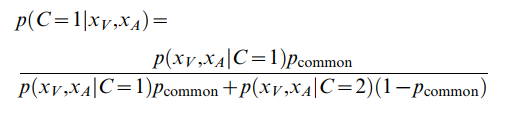 p(C=1|x_V,x_A)=
p(x_V,x_A|C=1)p_common
p(x_V,x_A|C=1)p_common+p(x_V,x_A|C=2)(1−p_common)